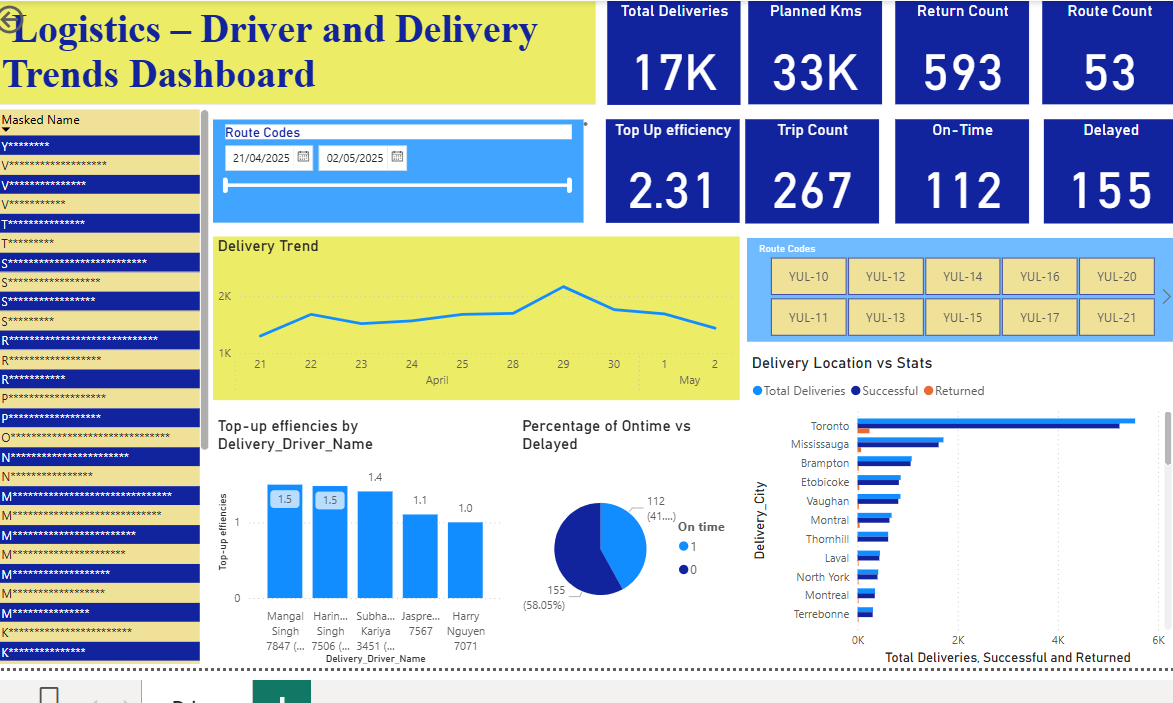 Logistics – Driver and Delivery
Trends Dashboard
Total Deliveries
17K
Planned Kms
33K
Return Count
593
Route Count
53
Top Up efficiency
2.31
Trip Count
267
On-Time
112
Delayed
155
Masked Name
Y********
V*******************
V****************
V***********
T***************
T*********
S**************************
S******************
S*****************
S*********
R****************************
R******************
R***********
P*******************
P******************
O*******************************
N***********************
N****************
M*******************************
M*****************************
M************************
M**********************
M*******************
M******************
M***************
K************************
K***************
Route Codes
21/04/2025
02/05/2025
Delivery Trend
2K
1K
21 22 23 24 25 28 29 30 1 2
April May
Route Codes
YUL-10 YUL-12 YUL-14 YUL-16 YUL-20
YUL-11 YUL-13 YUL-15 YUL-17 YUL-21
Top-up effiencies by
Delivery_Driver_Name
Top-up effiencies
1
0
1.5 1.5 1.4 1.1 1.0
Mangal Harin... Subha... Jaspre... Harry
Singh Singh Kariya 7567 Nguyen
7847 (... 7506 (... 3451 (... 7071
Delivery_Driver_Name
Percentage of Ontime vs
Delayed
112
(41....)
155
(58.05%)
On time
1
0
Delivery Location vs Stats
Total Deliveries Successful Returned
Delivery_City
Toronto
Mississauga
Brampton
Etobicoke
Vaughan
Montral
Thornhill
Laval
North York
Montreal
Terrebonne
0K 2K 4K 6K
Total Deliveries, Successful and Returned